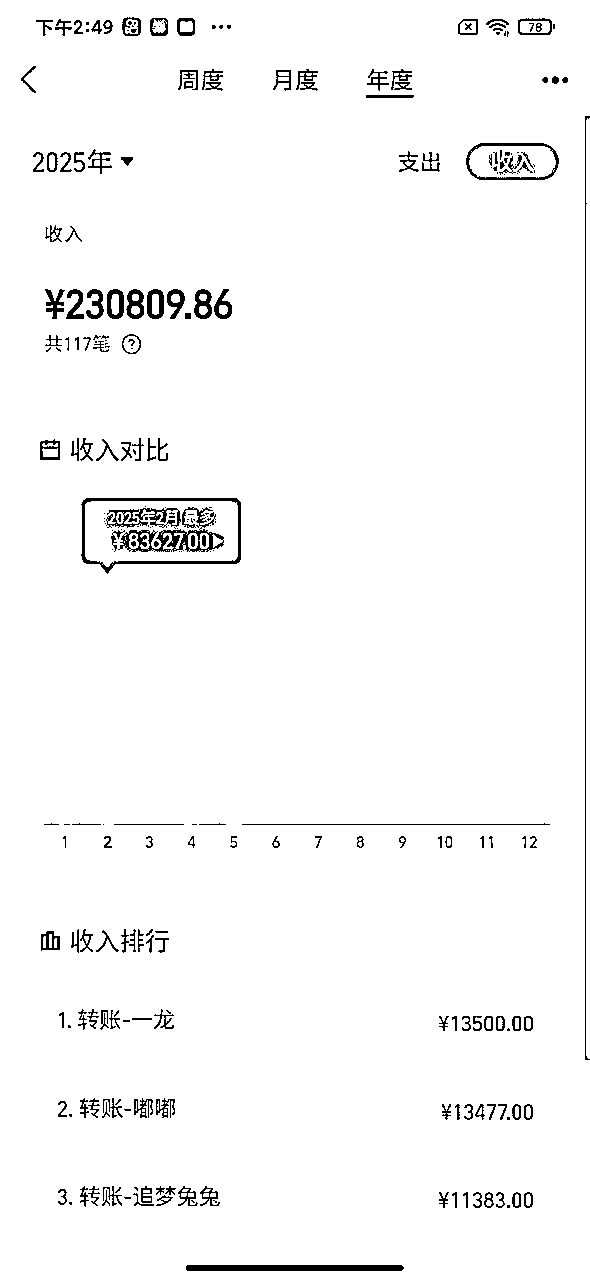 下午2:49 78
周度 月度 年度
2025年 支出 收入
收入
¥230809.86
共117笔
收入对比
2025年2月 最多
¥83627.00
1 2 3 4 5 6 7 8 9 10 11 12
收入排行
1. 转账-一龙 ¥13500.00
2. 转账-嘟嘟 ¥13477.00
3. 转账-追梦兔兔 ¥11383.00